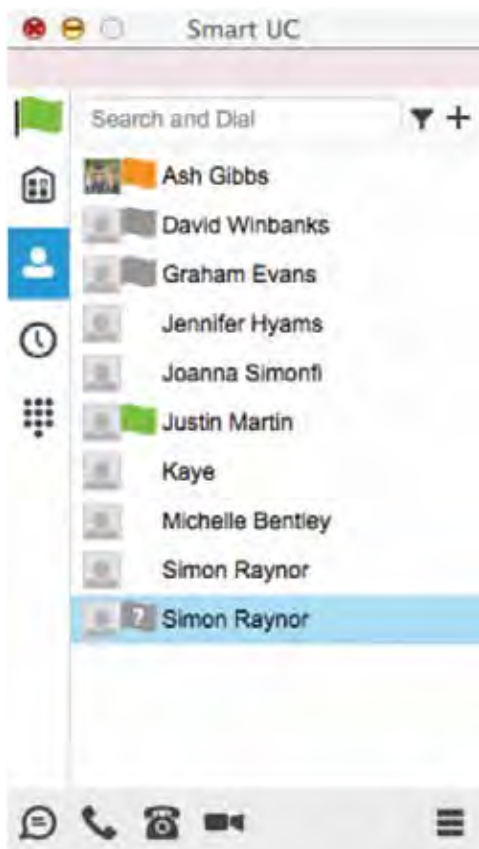 Smart UC
Search and Dial
Ash Gibbs
David Winbanks
Graham Evans
Jennifer Hyams
Joanna Simonfi
Justin Martin
Kaye
Michelle Bentley
Simon Raynor
? Simon Raynor